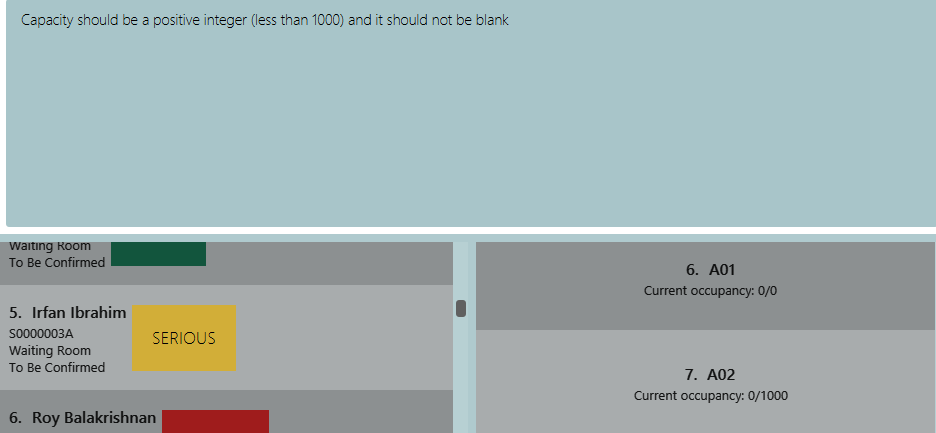 Capacity should be a positive integer (less than 1000) and it should not be blank
Waiting Room
To Be Confirmed
5. Irfan Ibrahim
S0000003A
Waiting Room
To Be Confirmed
SERIOUS
6. Roy Balakrishnan
6. A01
Current occupancy: 0/0
7. A02
Current occupancy: 0/1000